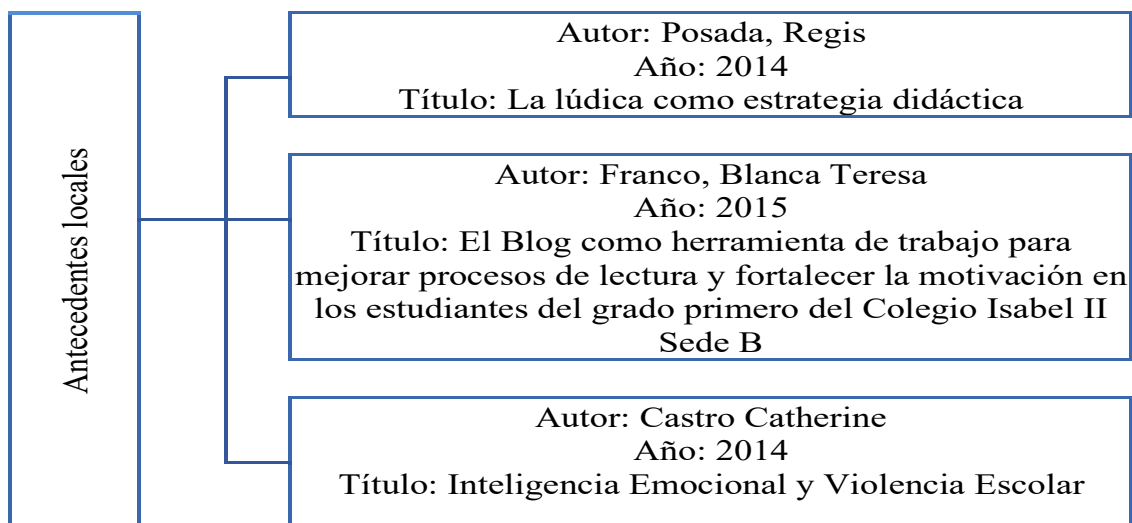 Antecedentes locales
Autor: Posada, Regis
Año: 2014
Título: La lúdica como estrategia didáctica
Autor: Franco, Blanca Teresa
Año: 2015
Título: El Blog como herramienta de trabajo para
mejorar procesos de lectura y fortalecer la motivación en
los estudiantes del grado primero del Colegio Isabel II
Sede B
Autor: Castro Catherine
Año: 2014
Título: Inteligencia Emocional y Violencia Escolar